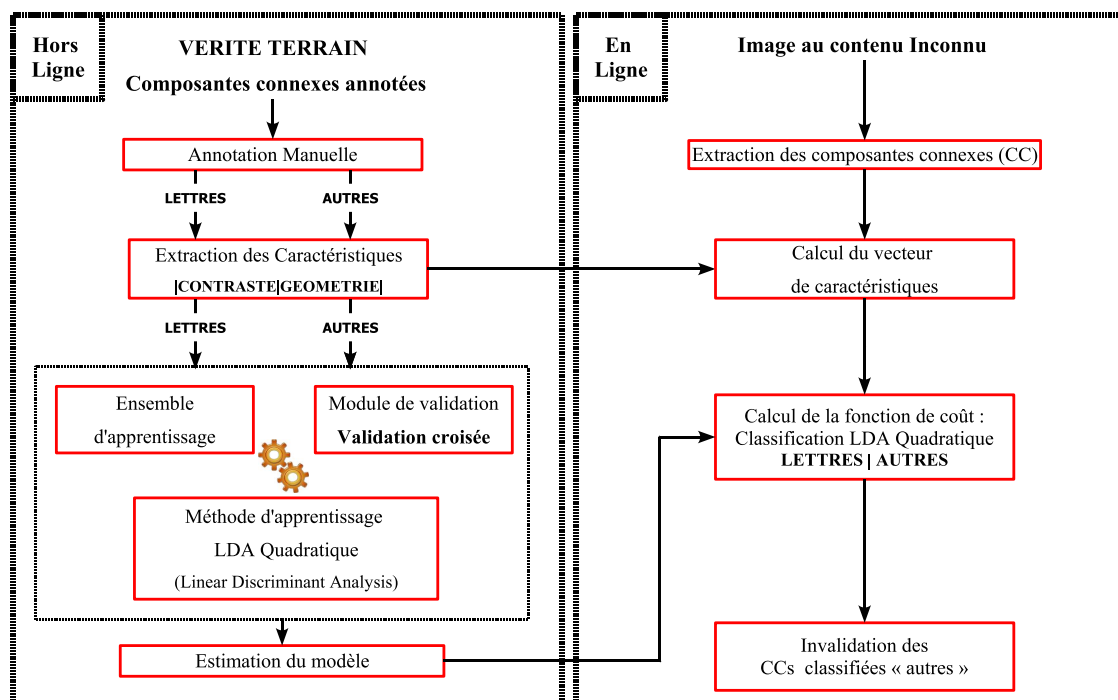 Hors
Ligne
VERITE TERRAIN
Composantes connexes annotées
Annotation Manuelle
LETTRES
AUTRES
Extraction des Caractéristiques
|CONTRASTE|GEOMETRIE|
LETTRES
AUTRES
Ensemble
d'apprentissage
Module de validation
Validation croisée
Méthode d'apprentissage
LDA Quadratique
(Linear Discriminant Analysis)
Estimation du modèle
En
Ligne
Image au contenu Inconnu
Extraction des composantes connexes (CC)
Calcul du vecteur
de caractéristiques
Calcul de la fonction de coût :
Classification LDA Quadratique
LETTRES | AUTRES
Invalidation des
CCs classifiées « autres »